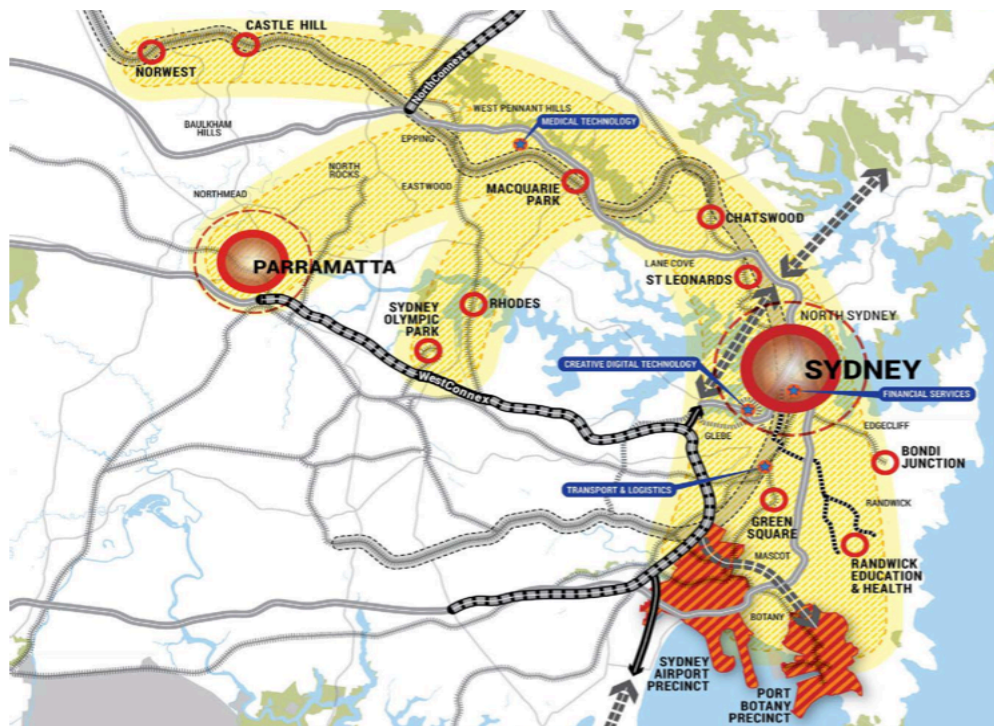 CASTLE HILL
NORWEST
NorthConnex
WEST PENNANT HILLS
BAULKHAM
HILLS
MEDICAL TECHNOLOGY
EPPING
NORTH
ROCKS
EASTWOOD
MACQUARIE
PARK
NORTHMEAD
CHATSWOOD
PARRAMATTA
LANE COVE
ST LEONARDS
SYDNEY
OLYMPIC
PARK
RHODES
NORTH SYDNEY
CREATIVE DIGITAL TECHNOLOGY
SYDNEY
WestConnex
FINANCIAL SERVICES
GLEBE
EDGECLIFF
BONDI
JUNCTION
TRANSPORT & LOGISTICS
RANDWICK
GREEN
SQUARE
MASCOT
RANDWICK
EDUCATION
& HEALTH
BOTANY
SYDNEY
AIRPORT
PRECINCT
PORT
BOTANY
PRECINCT